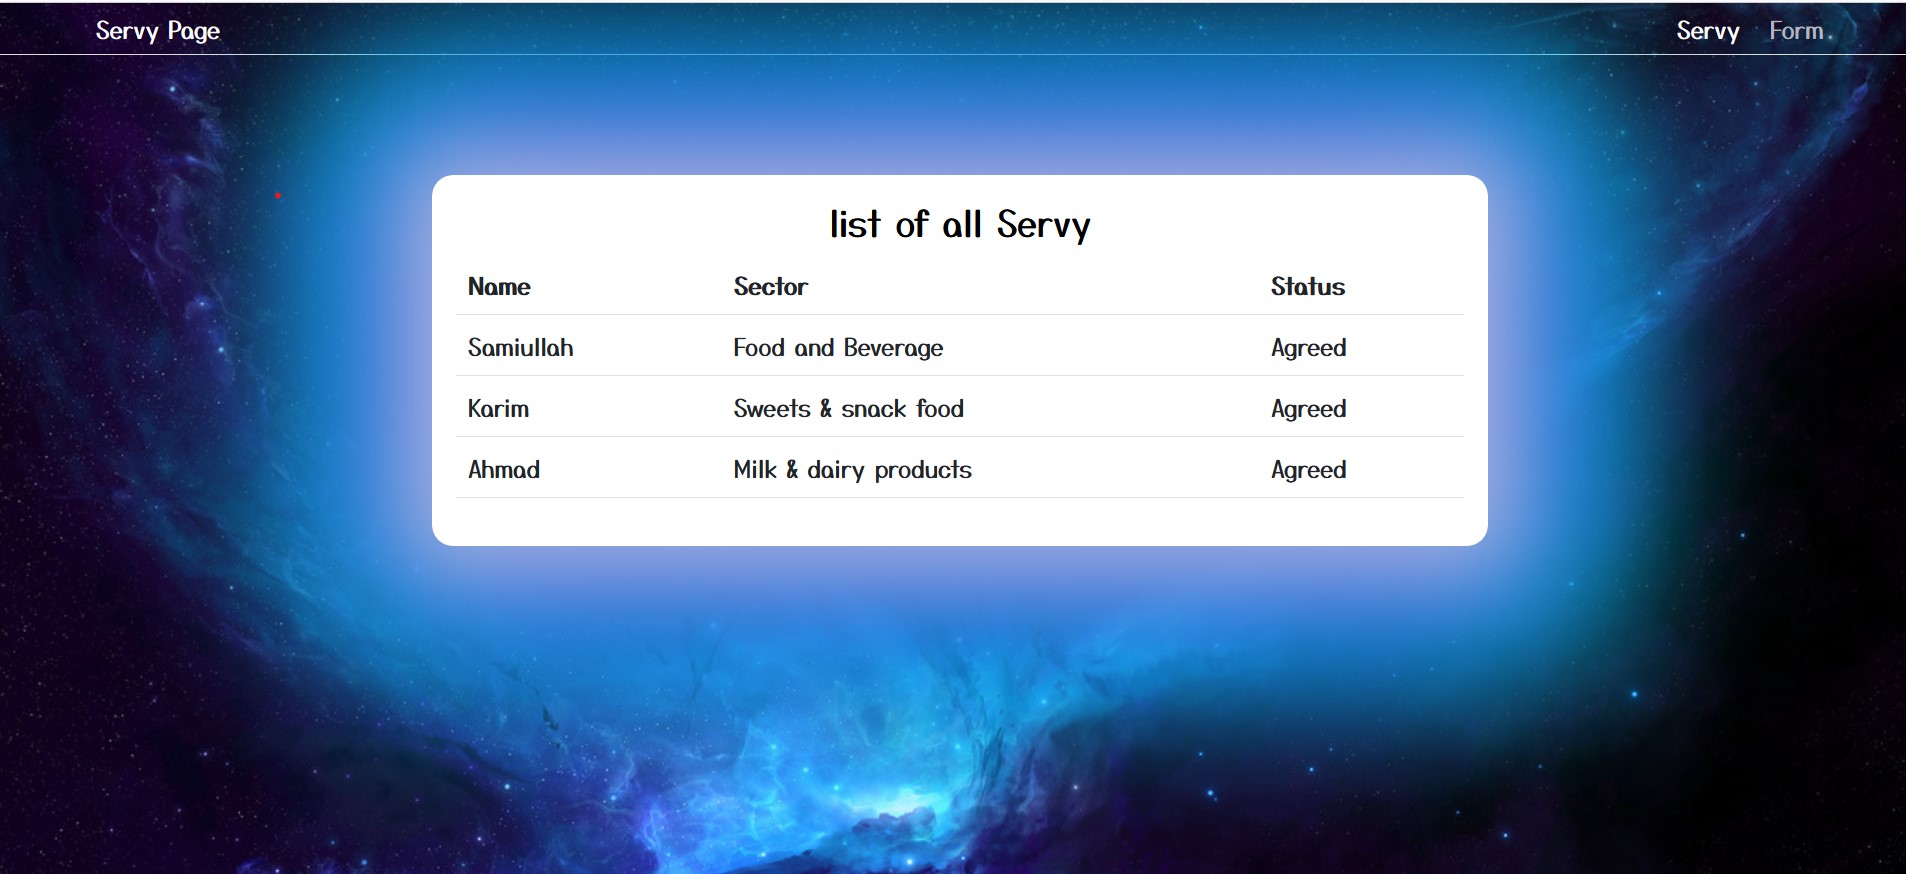 Servy Page Servy Form
list of all Servy
Name Sector Status
Samiullah Food and Beverage Agreed
Karim Sweets & snack food Agreed
Ahmad Milk & dairy products Agreed